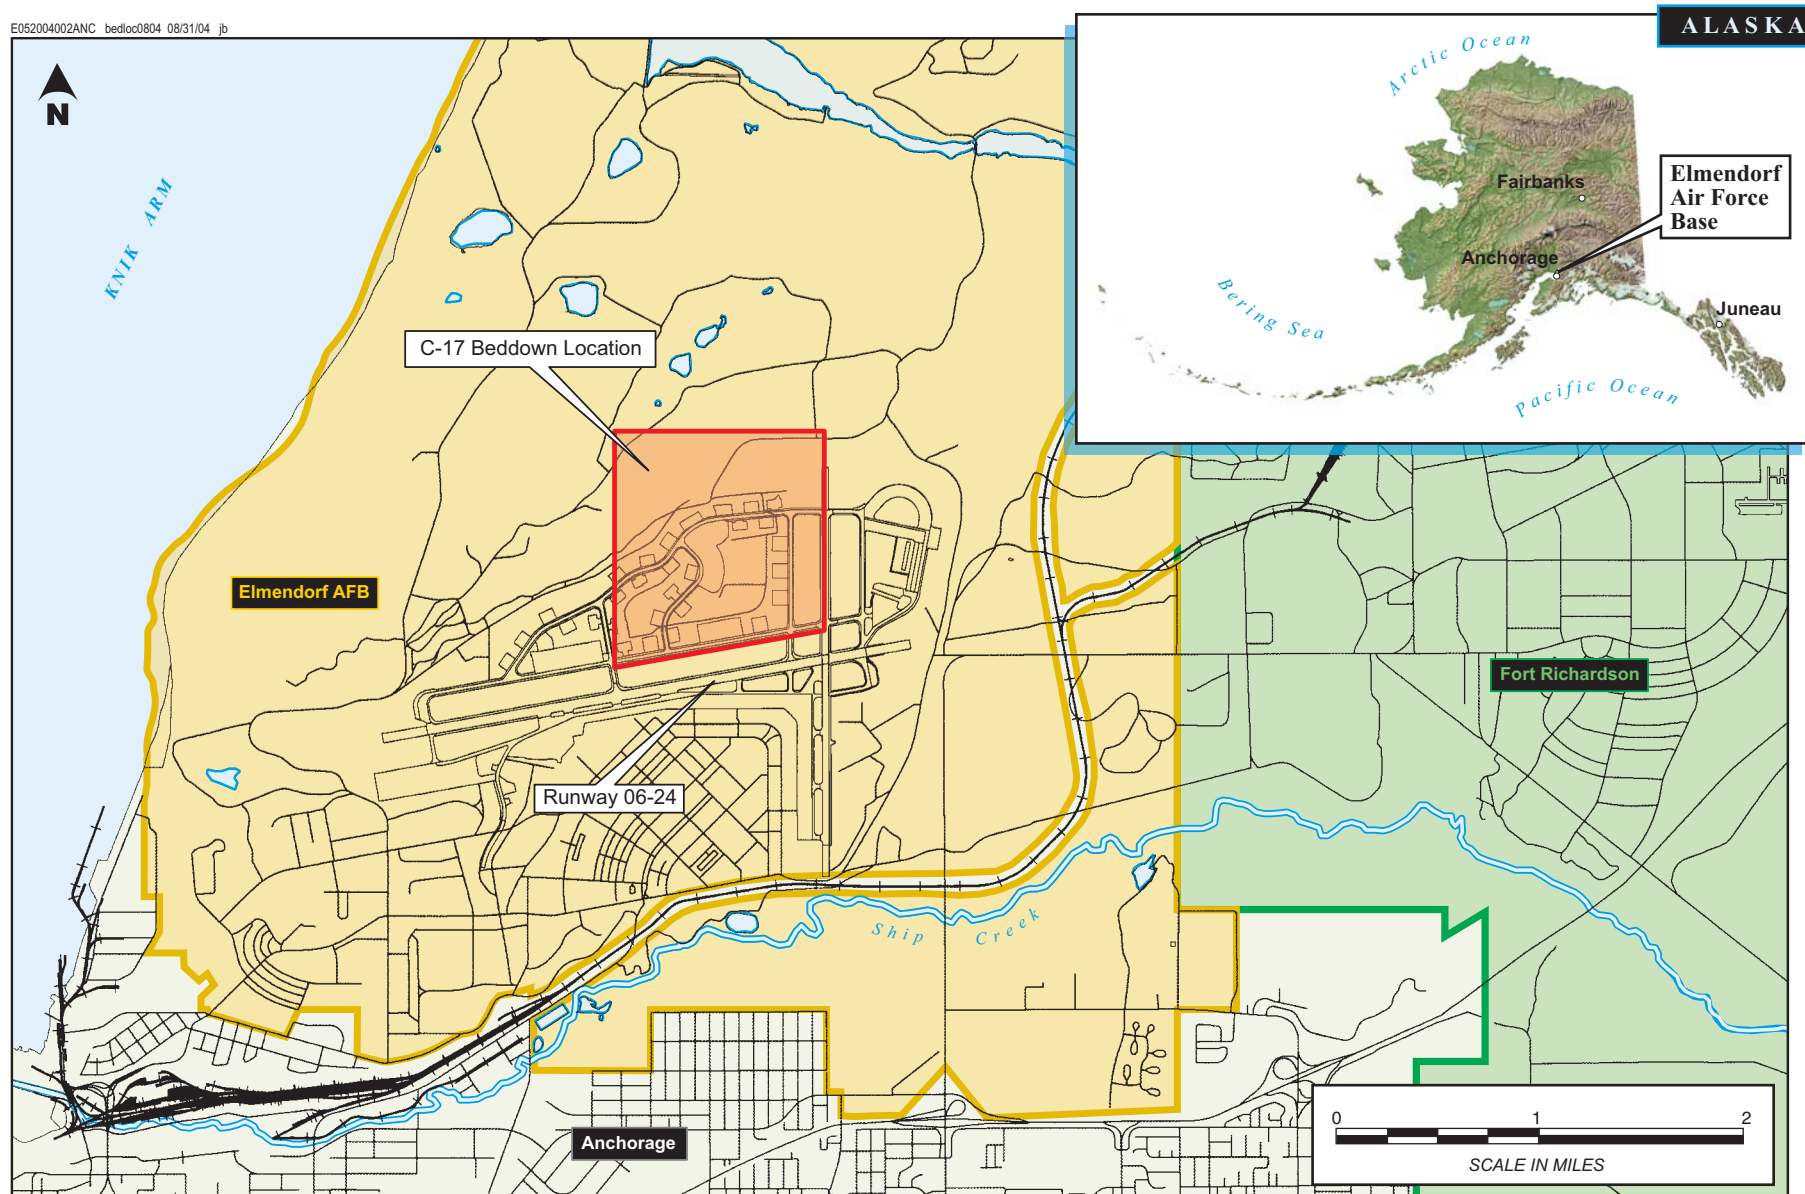 E052004002ANC bedloc0804 08/31/04 jb
ALASKA
Arctic Ocean
N
KNIK ARM
Fairbanks
Elmendorf
Air Force
Base
Anchorage
Bering Sea
Juneau
Pacific Ocean
C-17 Beddown Location
Elmendorf AFB
Fort Richardson
Runway 06-24
Ship Creek
Anchorage
0 1 2
SCALE IN MILES